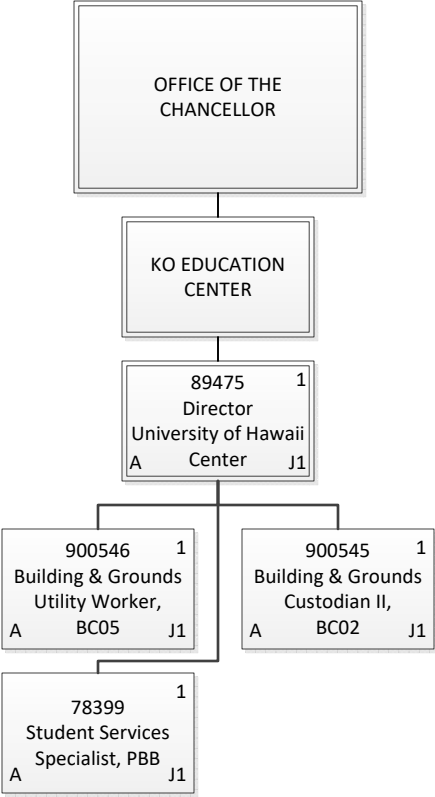 OFFICE OF THE
CHANCELLOR
KO EDUCATION
CENTER
89475 1
Director
University of Hawaii
A Center J1
900546 1
Building & Grounds
Utility Worker,
A BC05 J1
900545 1
Building & Grounds
Custodian II,
A BC02 J1
1
78399
Student Services
Specialist, PBB
A J1